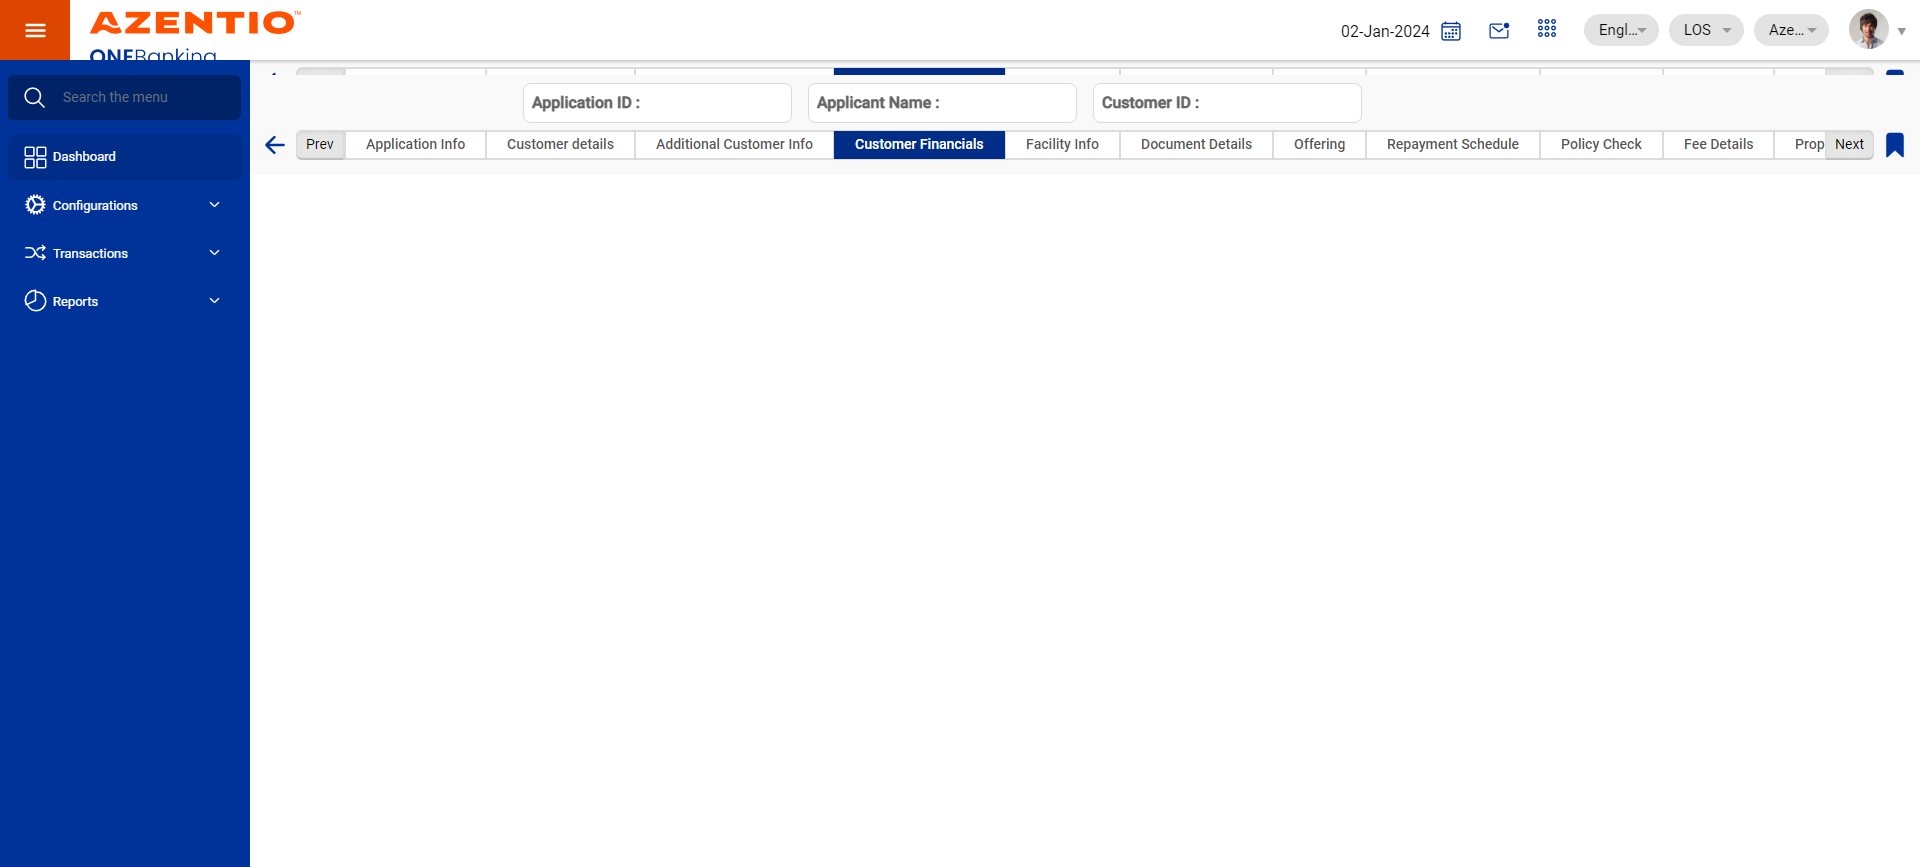 AZENTIO™
ONEBanking
02-Jan-2024
Engl...
LOS
Aze...
Search the menu
Dashboard
Configurations
Transactions
Reports
Application ID :
Applicant Name :
Customer ID :
Prev
Application Info
Customer details
Additional Customer Info
Customer Financials
Facility Info
Document Details
Offering
Repayment Schedule
Policy Check
Fee Details
Prop
Next